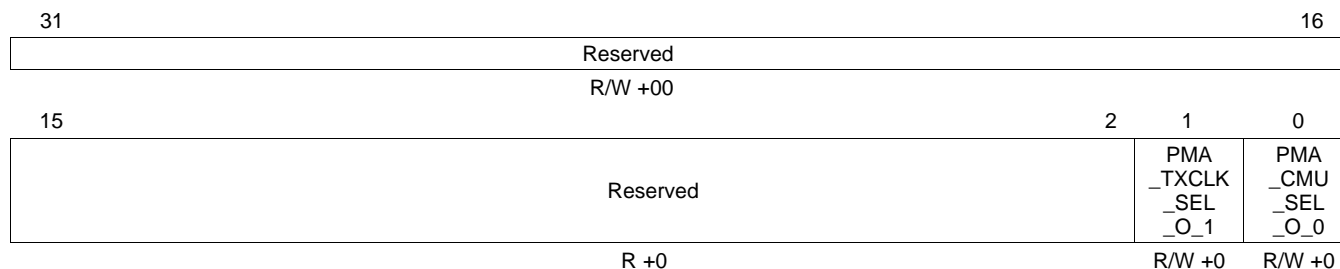 31 16
Reserved
R/W +00
15 2 1 0
Reserved
PMA
_TXCLK
_SEL
_O_1
PMA
_CMU
_SEL
_O_0
R +0 R/W +0 R/W +0